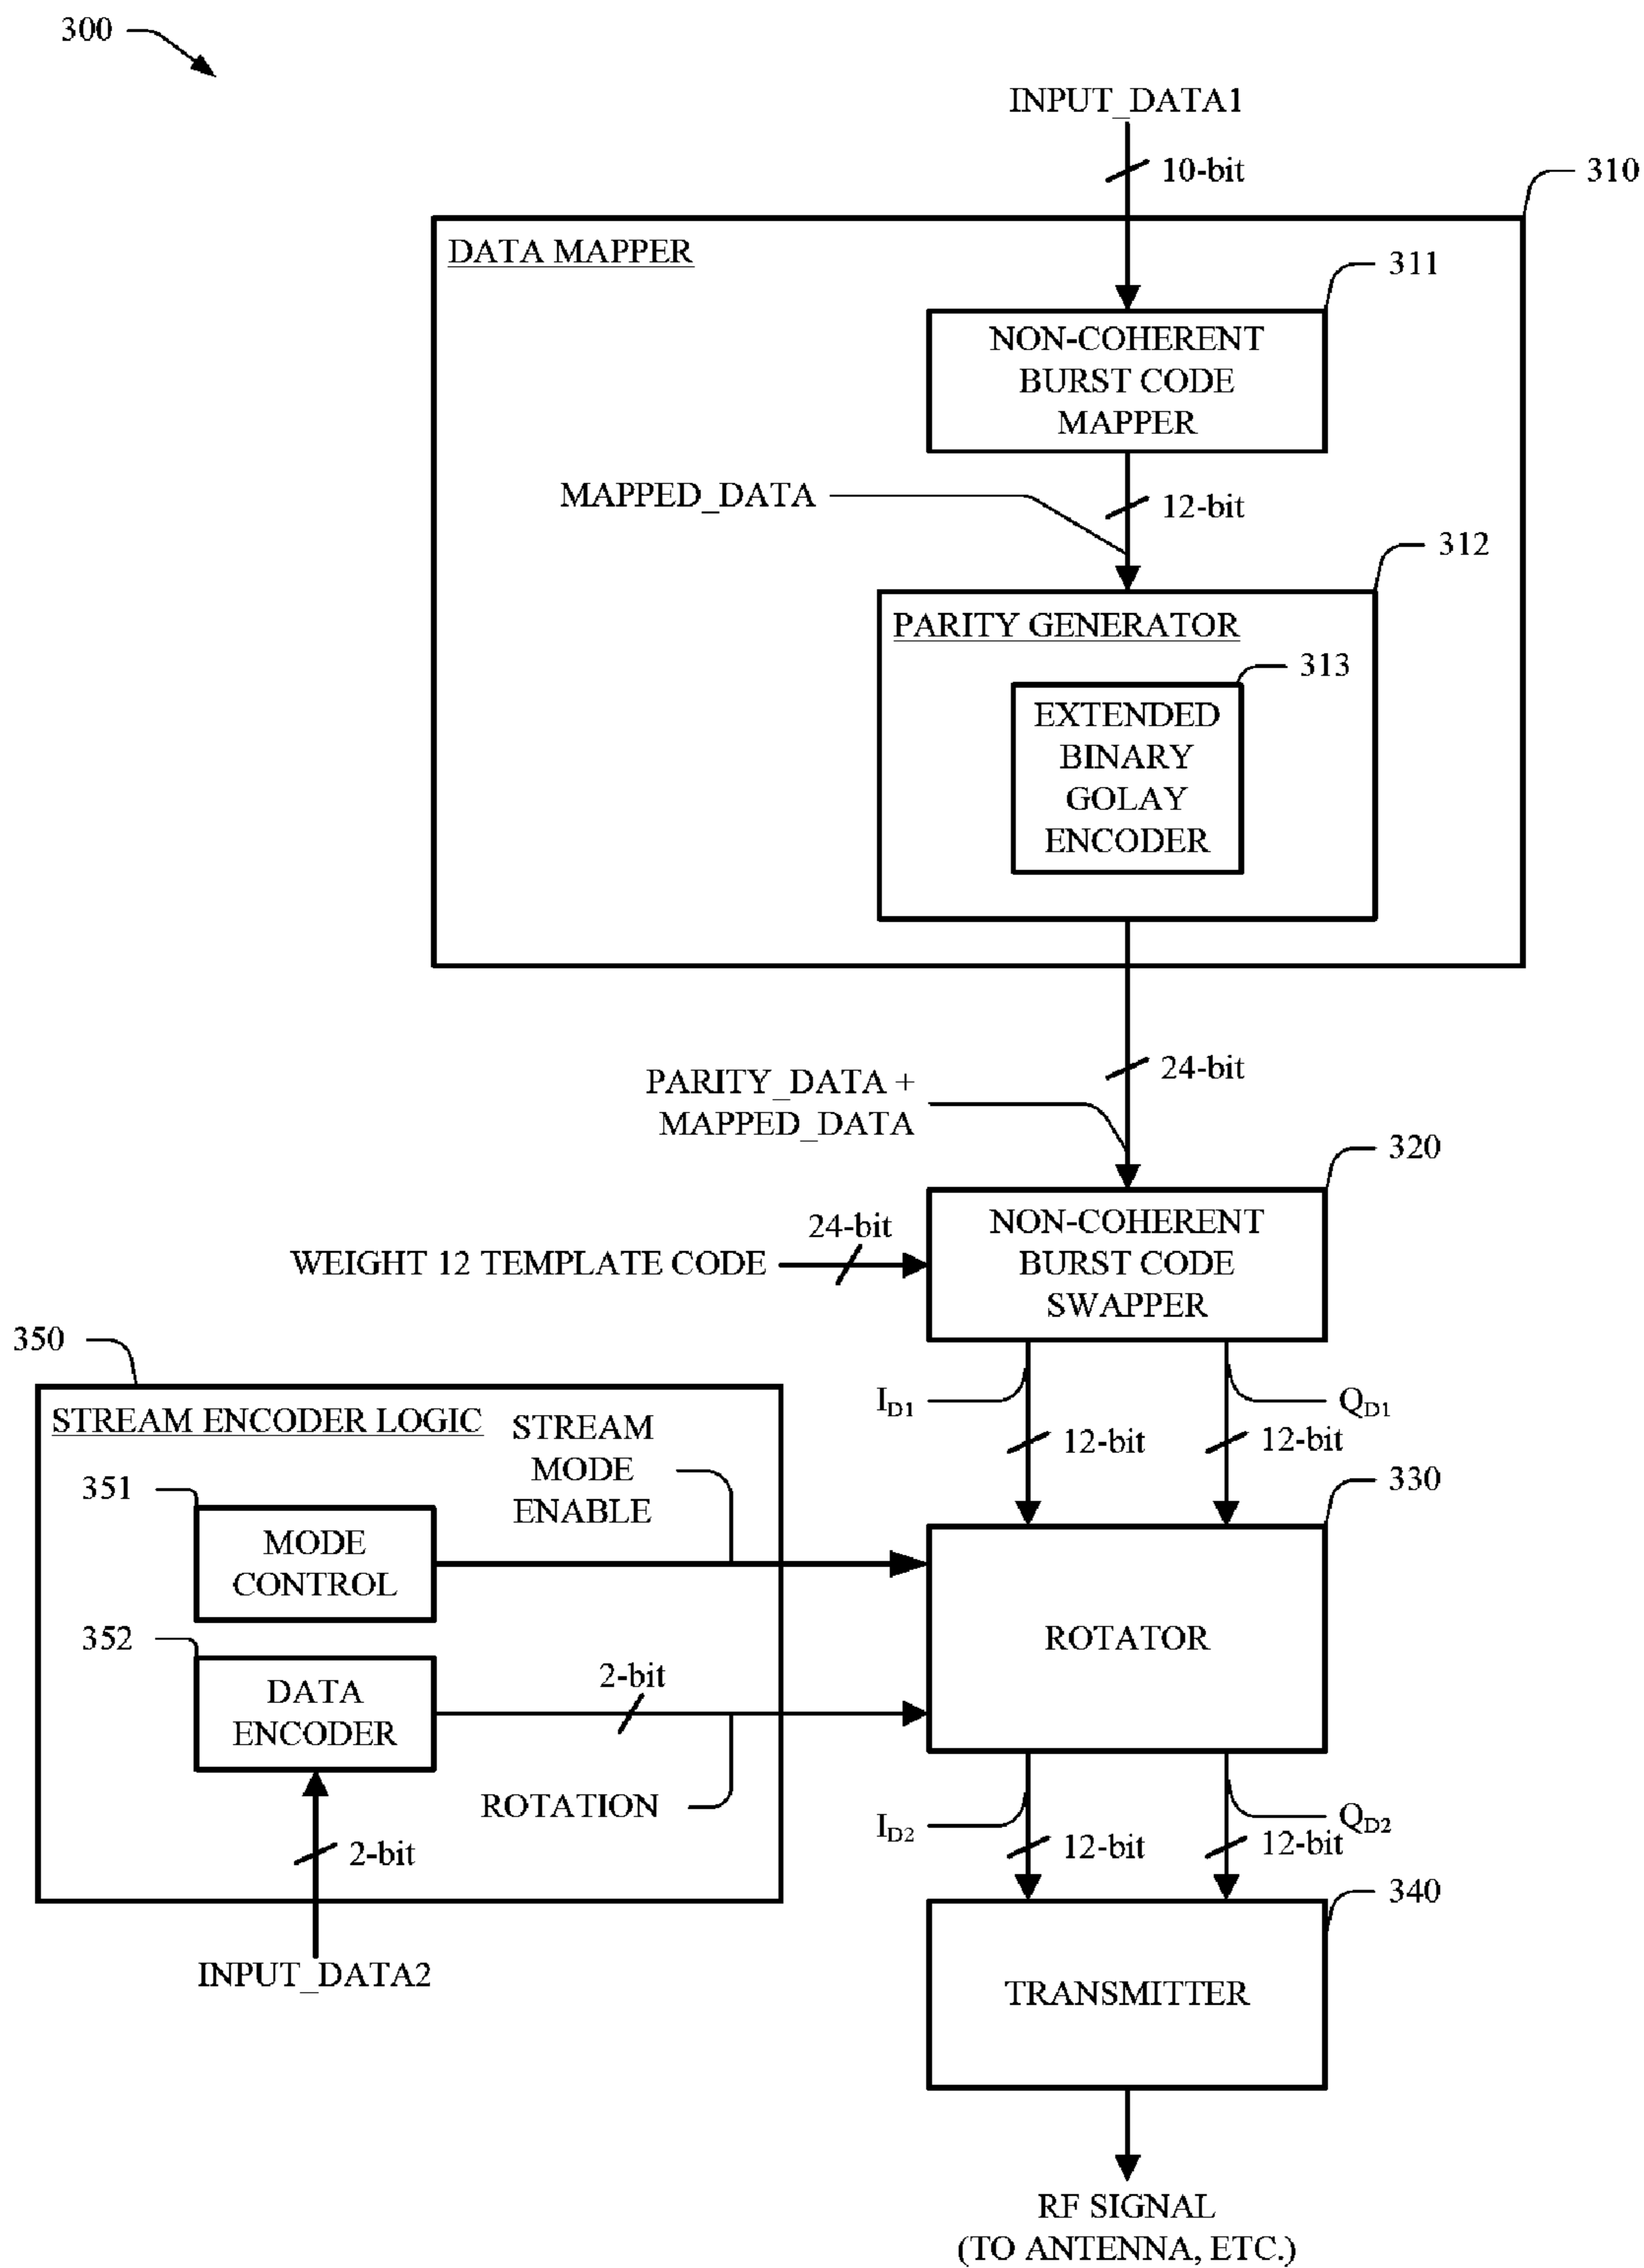 300
INPUT_DATA1
10-bit
310
DATA MAPPER
311
NON-COHERENT
BURST CODE
MAPPER
MAPPED_DATA
12-bit
312
PARITY GENERATOR
313
EXTENDED
BINARY
GOLAY
ENCODER
24-bit
PARITY_DATA +
MAPPED_DATA
320
24-bit
WEIGHT 12 TEMPLATE CODE
NON-COHERENT
BURST CODE
SWAPPER
350
STREAM ENCODER LOGIC
STREAM
MODE
ENABLE
I_D1
Q_D1
12-bit
12-bit
330
351
MODE
CONTROL
ROTATOR
352
DATA
ENCODER
2-bit
ROTATION
2-bit
INPUT_DATA2
I_D2
Q_D2
12-bit
12-bit
340
TRANSMITTER
RF SIGNAL
(TO ANTENNA, ETC.)